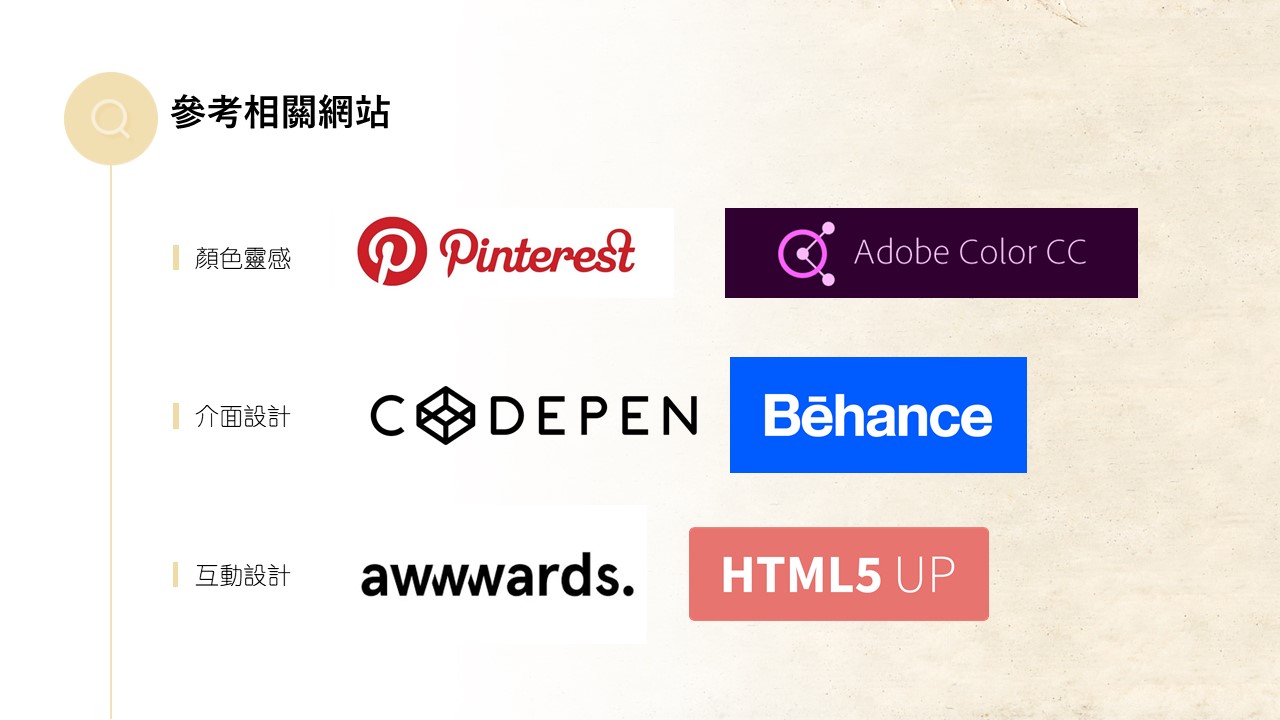 參考相關網站
顏色靈感
Pinterest
Adobe Color CC
介面設計
CODEPEN
Bēhance
互動設計
awwwards.
HTML5 UP